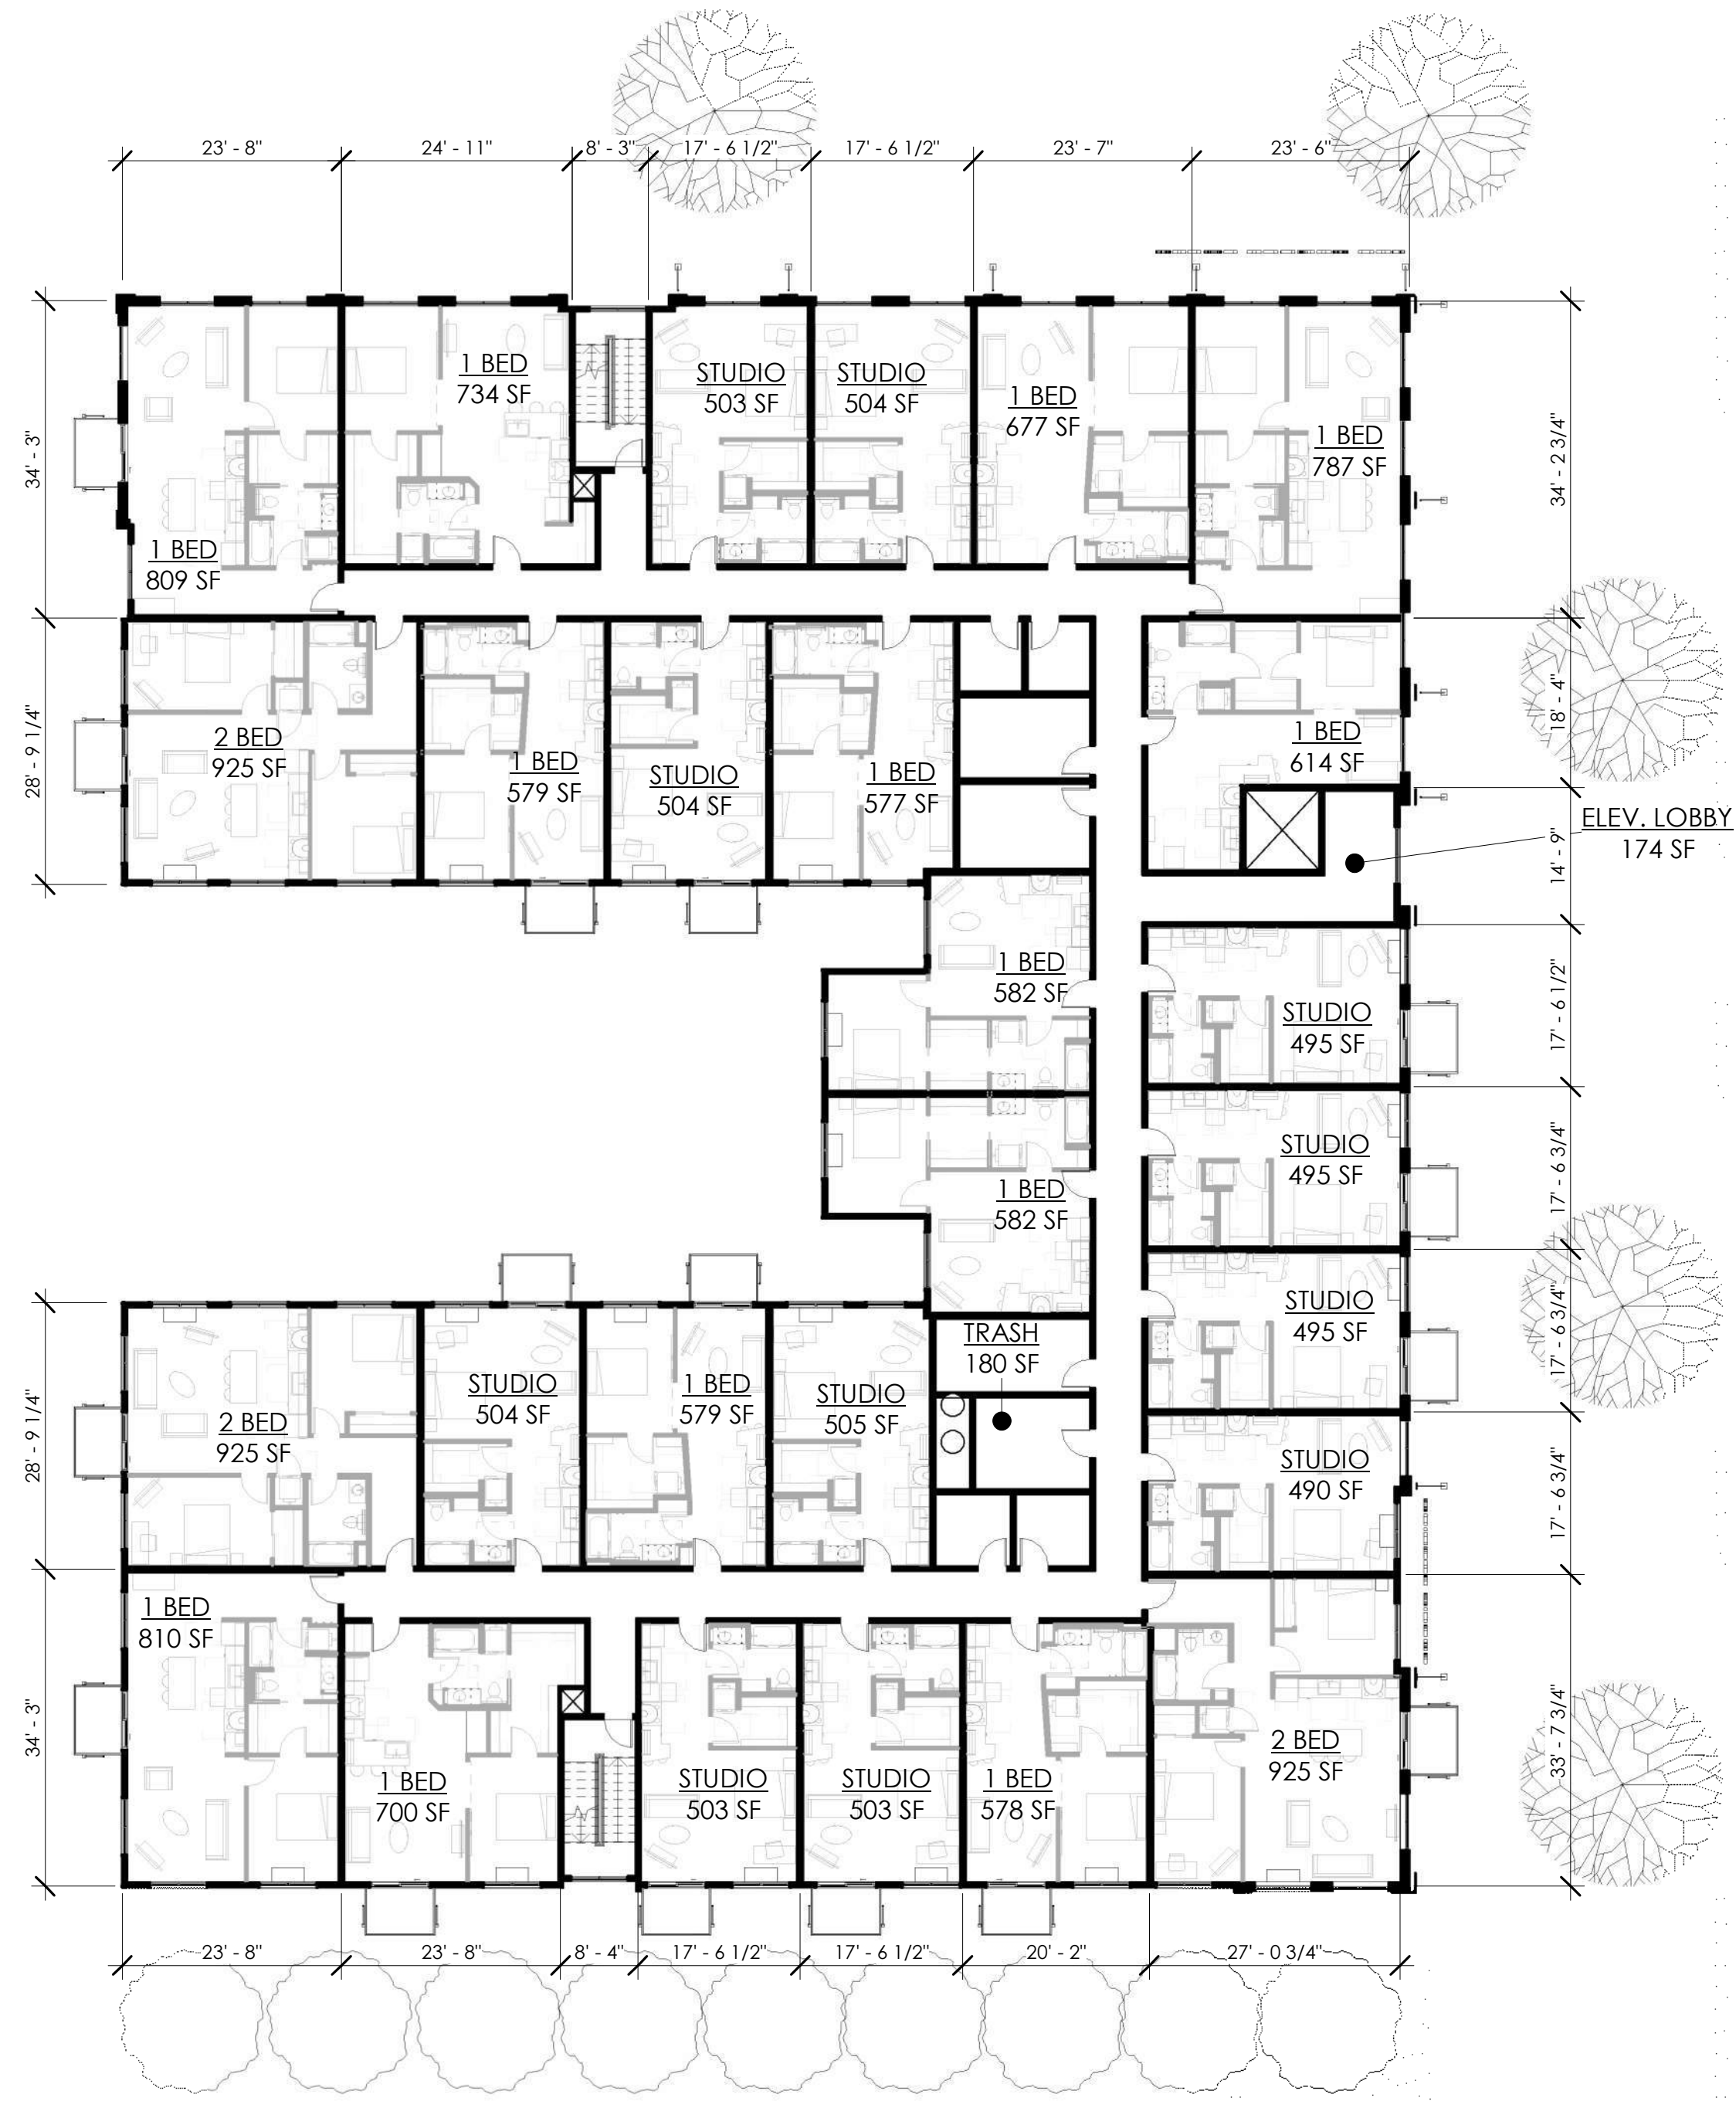 23' - 8"
24' - 11"
8' - 3"
17' - 6 1/2"
17' - 6 1/2"
23' - 7"
23' - 6"
34' - 3"
28' - 9 1/4"
34' - 2 3/4"
18' - 4"
14' - 9"
1 BED
809 SF
1 BED
734 SF
STUDIO
503 SF
STUDIO
504 SF
1 BED
677 SF
1 BED
787 SF
2 BED
925 SF
1 BED
579 SF
STUDIO
504 SF
1 BED
577 SF
1 BED
614 SF
ELEV. LOBBY
174 SF
1 BED
582 SF
STUDIO
495 SF
17' - 6 1/2"
STUDIO
495 SF
17' - 6 3/4"
1 BED
582 SF
STUDIO
495 SF
17' - 6 3/4"
TRASH
180 SF
28' - 9 1/4"
2 BED
925 SF
STUDIO
504 SF
1 BED
579 SF
STUDIO
505 SF
STUDIO
490 SF
17' - 6 3/4"
34' - 3"
1 BED
810 SF
1 BED
700 SF
STUDIO
503 SF
STUDIO
503 SF
1 BED
578 SF
2 BED
925 SF
33' - 7 3/4"
23' - 8"
23' - 8"
8' - 4"
17' - 6 1/2"
17' - 6 1/2"
20' - 2"
27' - 0 3/4"